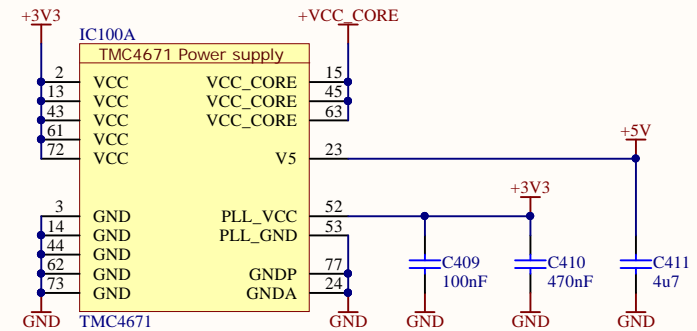 +3V3
+VCC_CORE
IC100A
TMC4671 Power supply
2 VCC VCC_CORE 15
13 VCC VCC_CORE 45
43 VCC VCC_CORE 63
61 VCC
72 VCC V5 23
+5V
+3V3
3 GND PLL_VCC 52
14 GND PLL_GND 53
44 GND
62 GND GNDP 77
73 GND GNDA 24
C409
100nF
C410
470nF
C411
4u7
GND
TMC4671
GND
GND
GND
GND